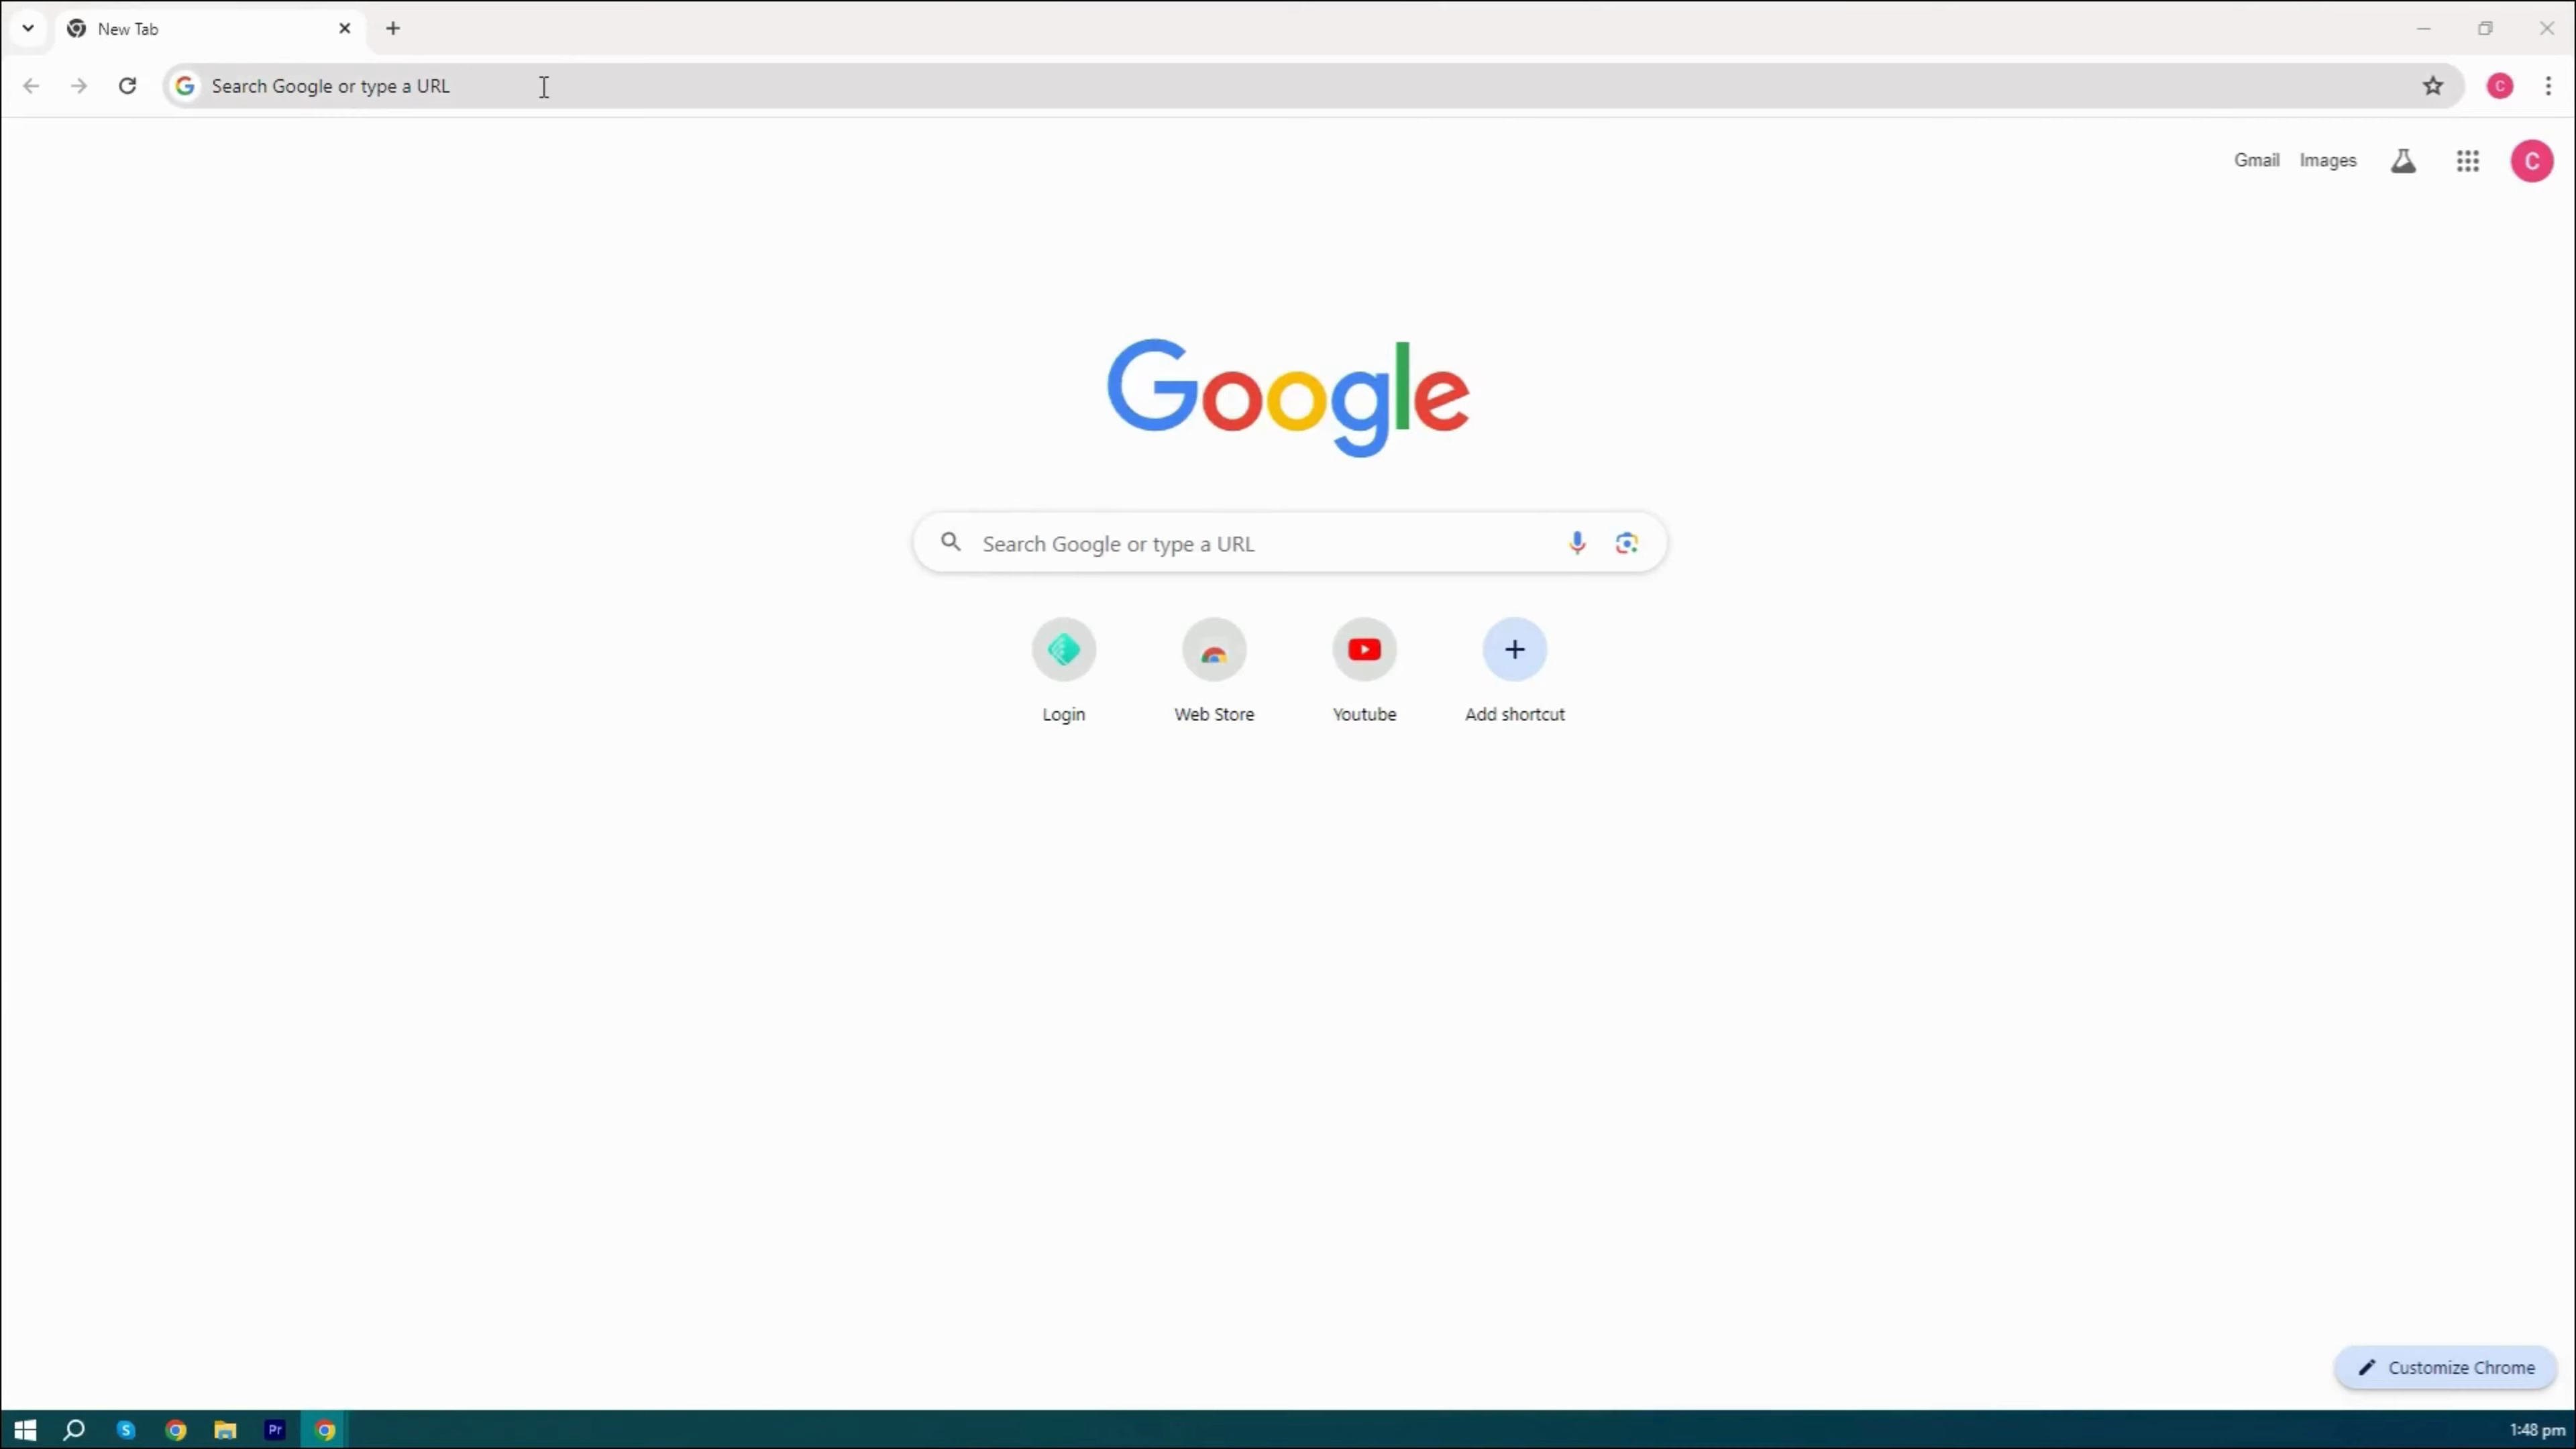 New Tab
Search Google or type a URL
C
Gmail Images
C
Google
Search Google or type a URL
Login Web Store Youtube Add shortcut
Customize Chrome
S Pr 1:48 pm